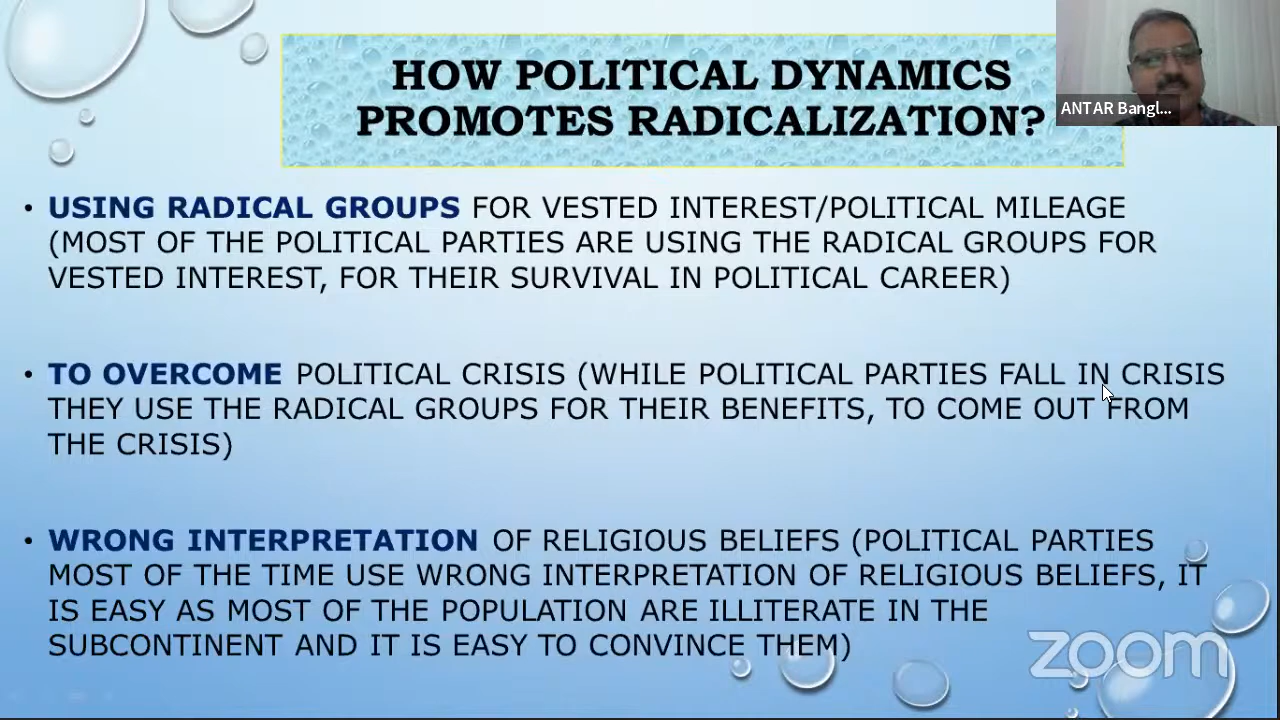 HOW POLITICAL DYNAMICS
PROMOTES RADICALIZATION?
ANTAR Bangl...
• USING RADICAL GROUPS FOR VESTED INTEREST/POLITICAL MILEAGE
(MOST OF THE POLITICAL PARTIES ARE USING THE RADICAL GROUPS FOR
VESTED INTEREST, FOR THEIR SURVIVAL IN POLITICAL CAREER)
• TO OVERCOME POLITICAL CRISIS (WHILE POLITICAL PARTIES FALL IN CRISIS
THEY USE THE RADICAL GROUPS FOR THEIR BENEFITS, TO COME OUT FROM
THE CRISIS)
• WRONG INTERPRETATION OF RELIGIOUS BELIEFS (POLITICAL PARTIES
MOST OF THE TIME USE WRONG INTERPRETATION OF RELIGIOUS BELIEFS, IT
IS EASY AS MOST OF THE POPULATION ARE ILLITERATE IN THE
SUBCONTINENT AND IT IS EASY TO CONVINCE THEM)
zoom